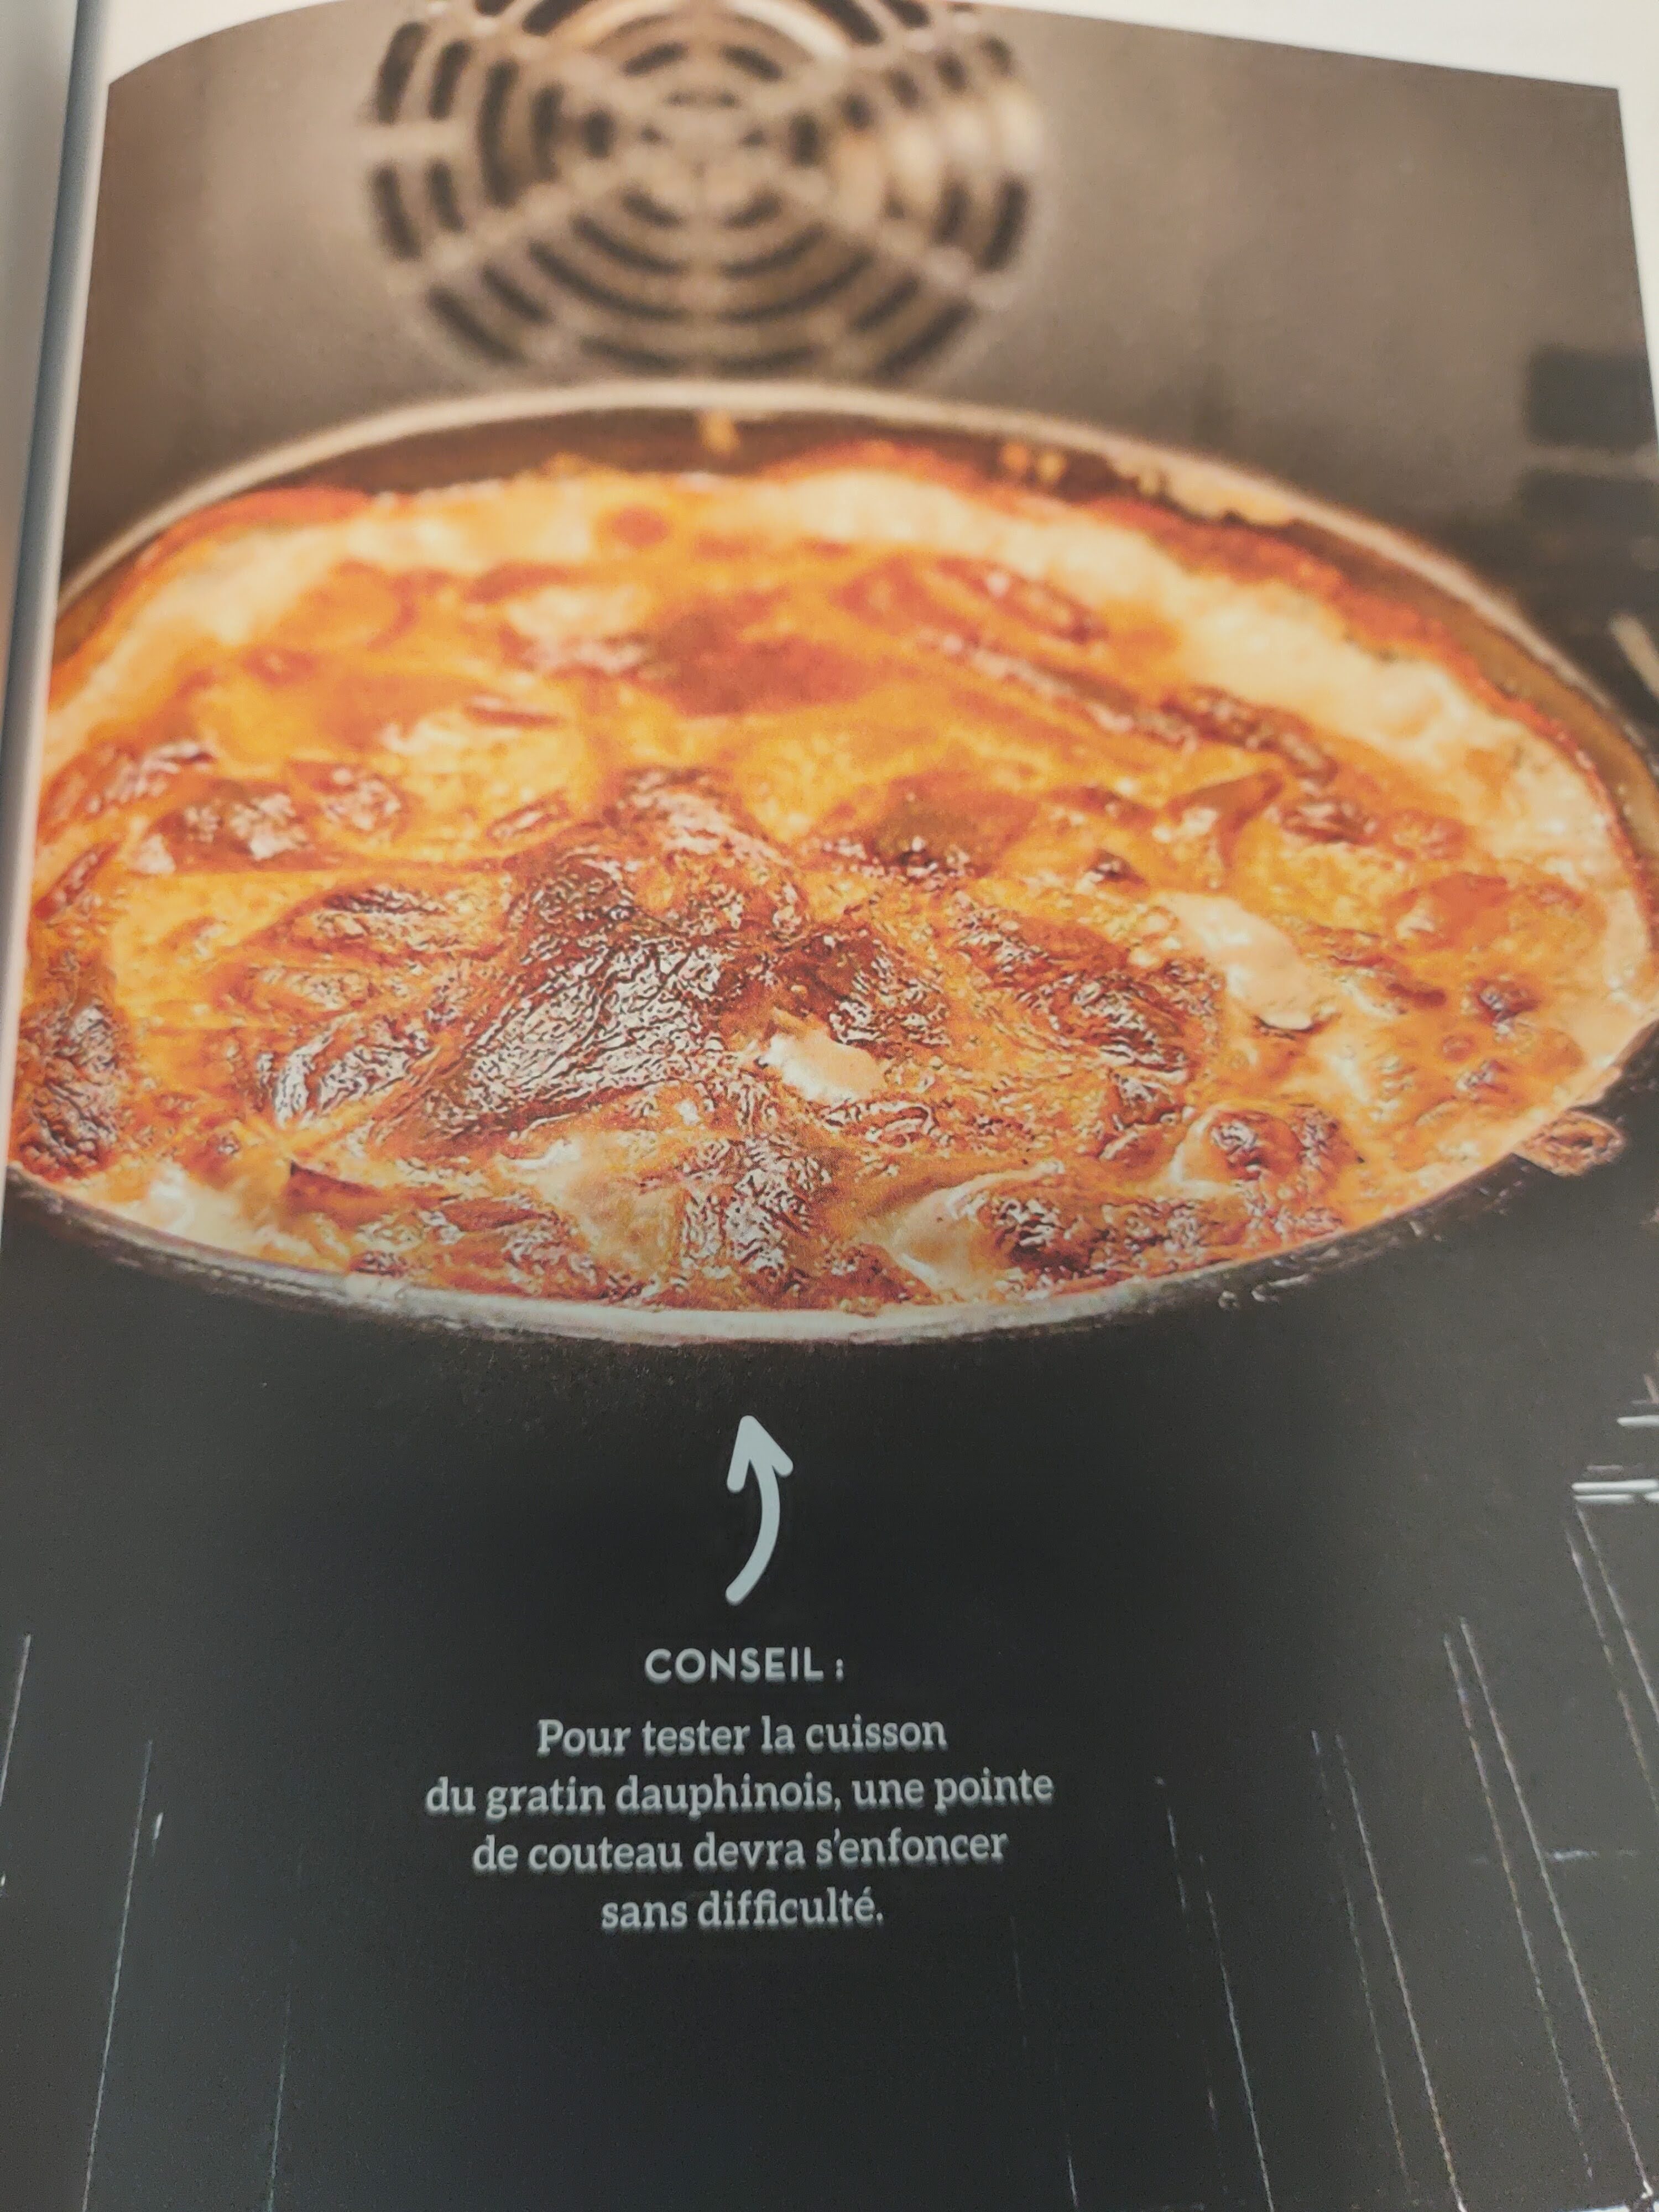 CONSEIL :
Pour tester la cuisson
du gratin dauphinois, une pointe
de couteau devra s'enfoncer
sans difficulté.